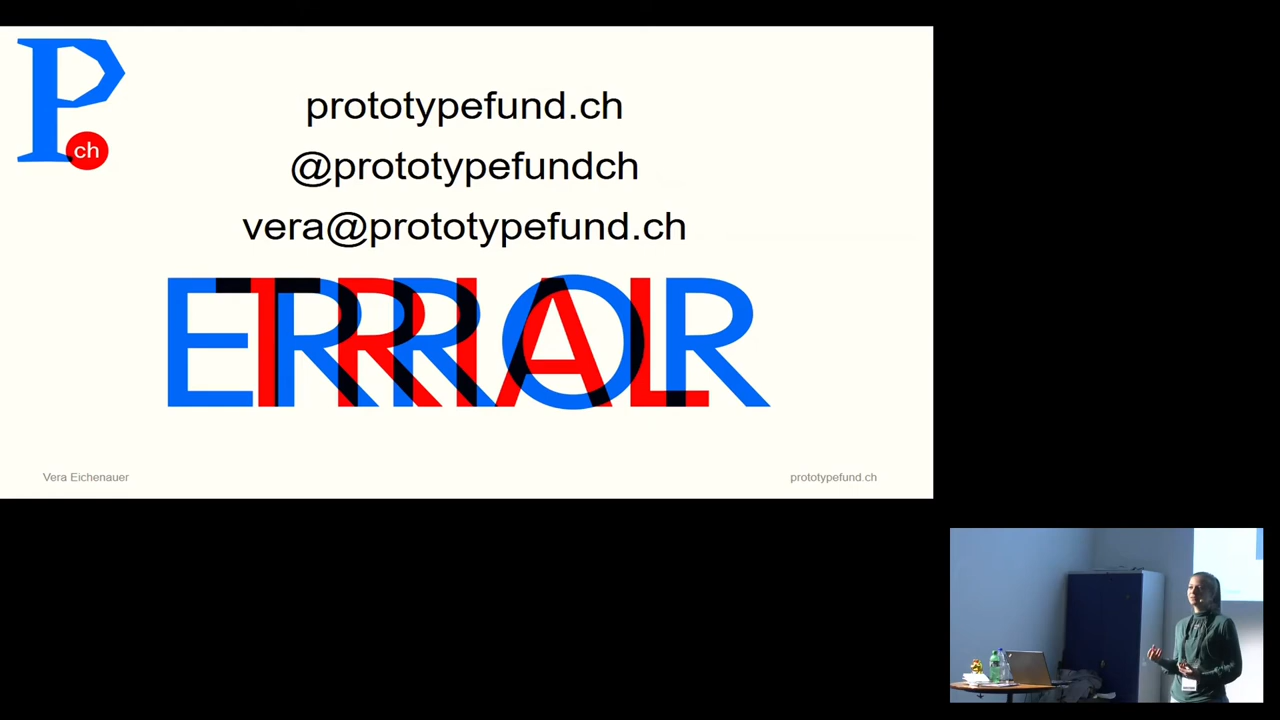 P
ch
prototypefund.ch
@prototypefundch
vera@prototypefund.ch
TRIAL
ERROR
Vera Eichenauer
prototypefund.ch